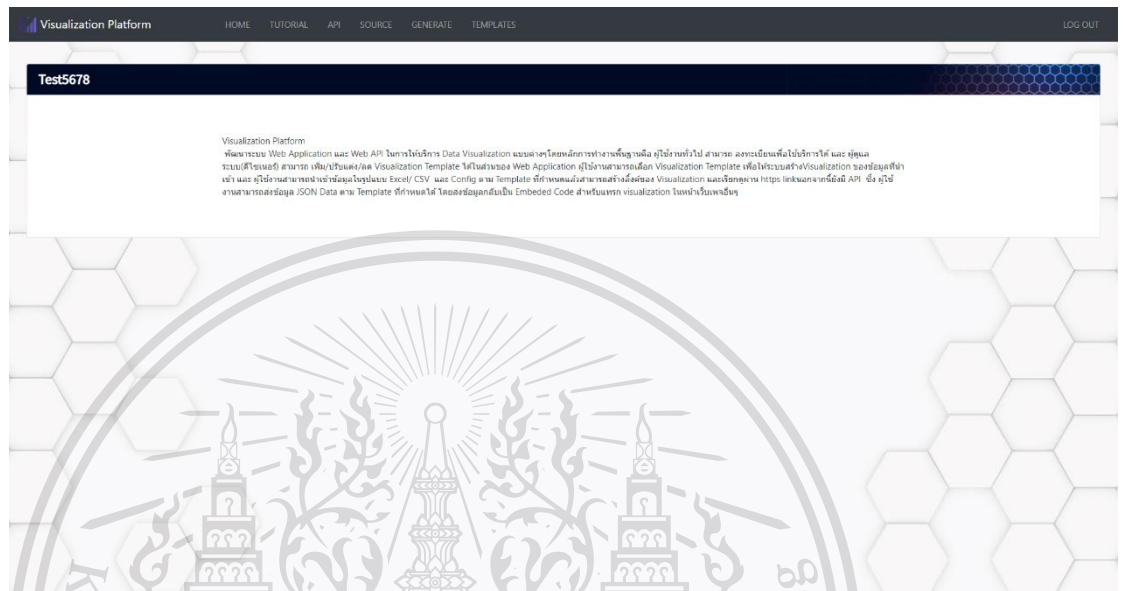 Visualization Platform
HOME TUTORIAL API SOURCE GENERATE TEMPLATES LOG OUT
Test5678
Visualization Platform
พัฒนาระบบ Web Application และ Web API ในการให้บริการ Data Visualization แบบต่างๆโดยหลักการทำงานพื้นฐานคือ ผู้ใช้งานทั่วไป สามารถ ลงทะเบียนเพื่อใช้บริการได้ และ ผู้ดูแล
ระบบ(ดีไซเนอร์) สามารถ เพิ่ม/ปรับแต่ง/ลด Visualization Template ได้ในส่วนของ Web Application ผู้ใช้งานสามารถเลือก Visualization Template เพื่อให้ระบบสร้างVisualization ของข้อมูลที่นำ
เข้า และ ผู้ใช้งานสามารถนำเข้าข้อมูลในรูปแบบ Excel/ CSV และ Config ตาม Template ที่กำหนดแล้วสามารถสร้างลิ้งค์ของ Visualization และเรียกดูผ่าน https linkนอกจากนี้ยังมี API ซึ่ง ผู้ใช้
งานสามารถส่งข้อมูล JSON Data ตาม Template ที่กำหนดได้ โดยส่งข้อมูลกลับเป็น Embeded Code สำหรับแทรก visualization ในหน้าเว็บเพจอื่นๆ